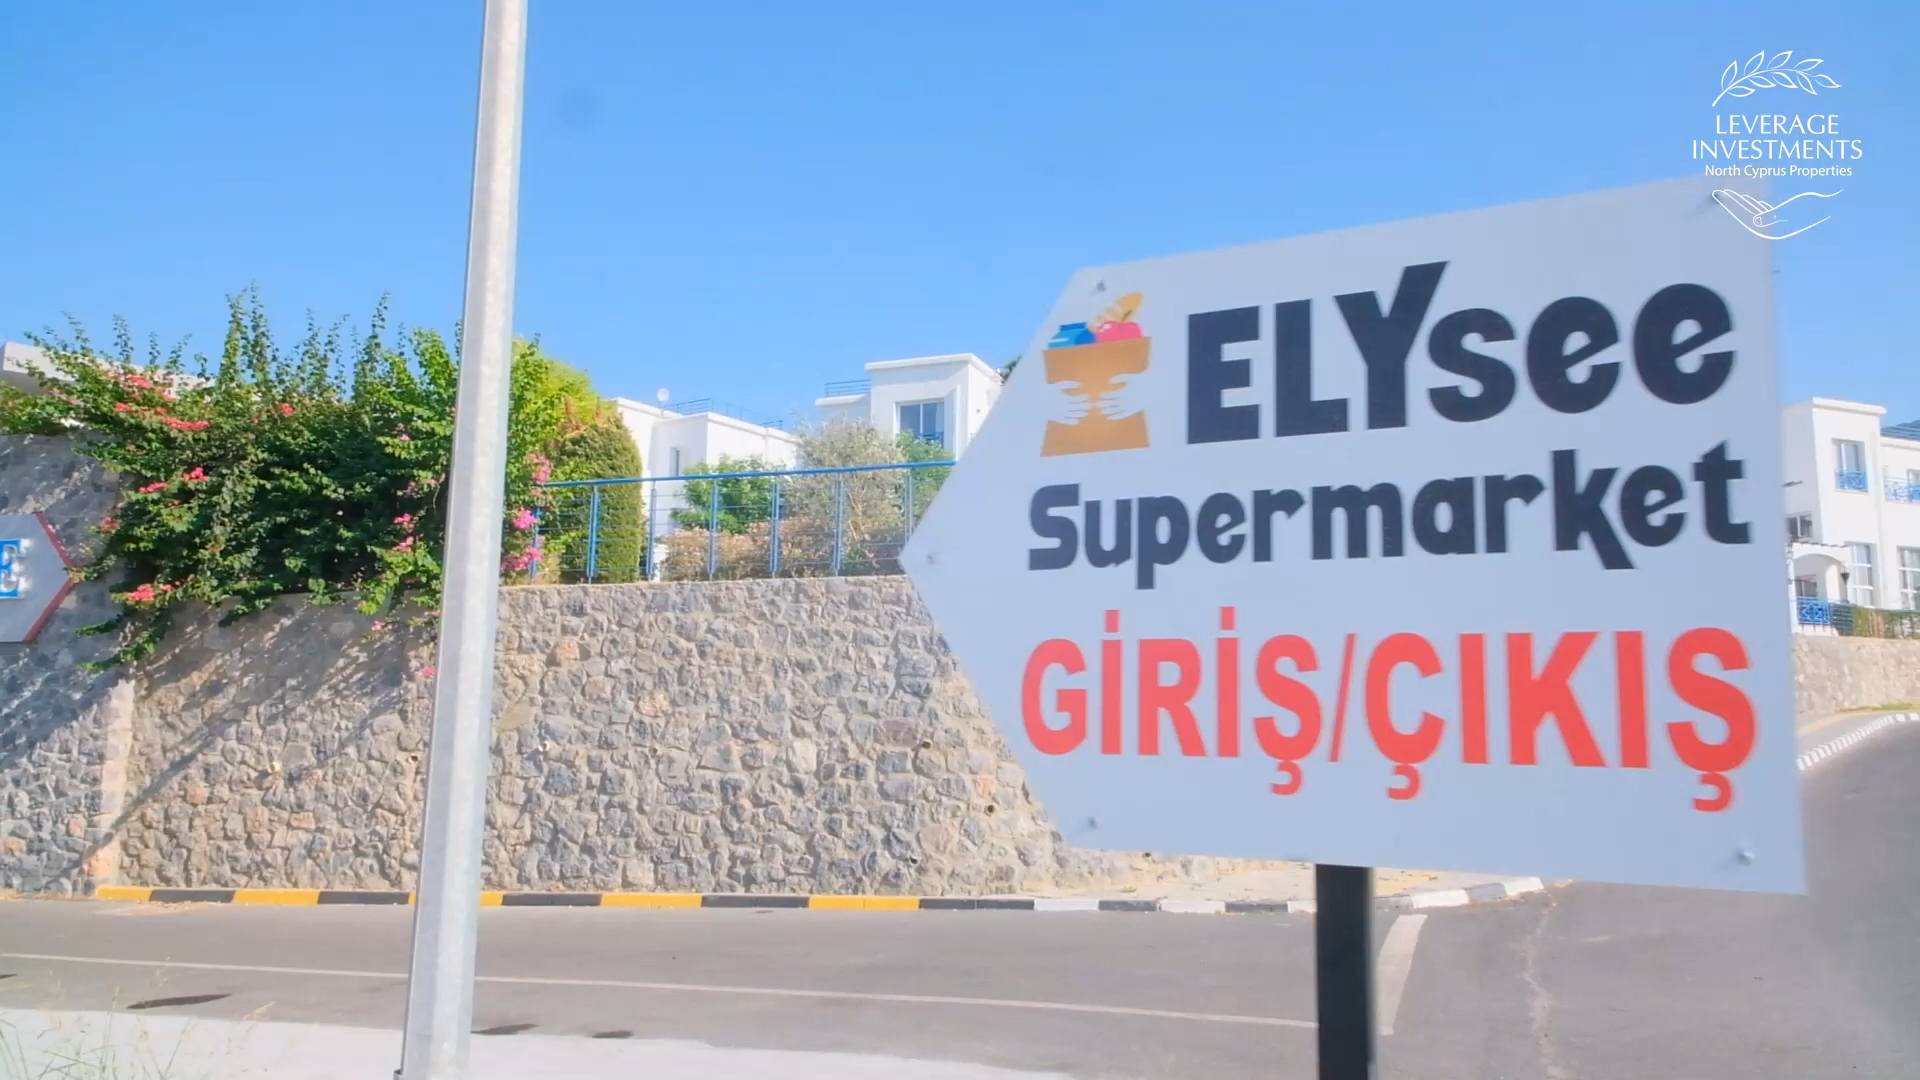 LEVERAGE
INVESTMENTS
North Cyprus Properties
ELYsee
Supermarket
GİRİŞ/ÇIKIŞ
E